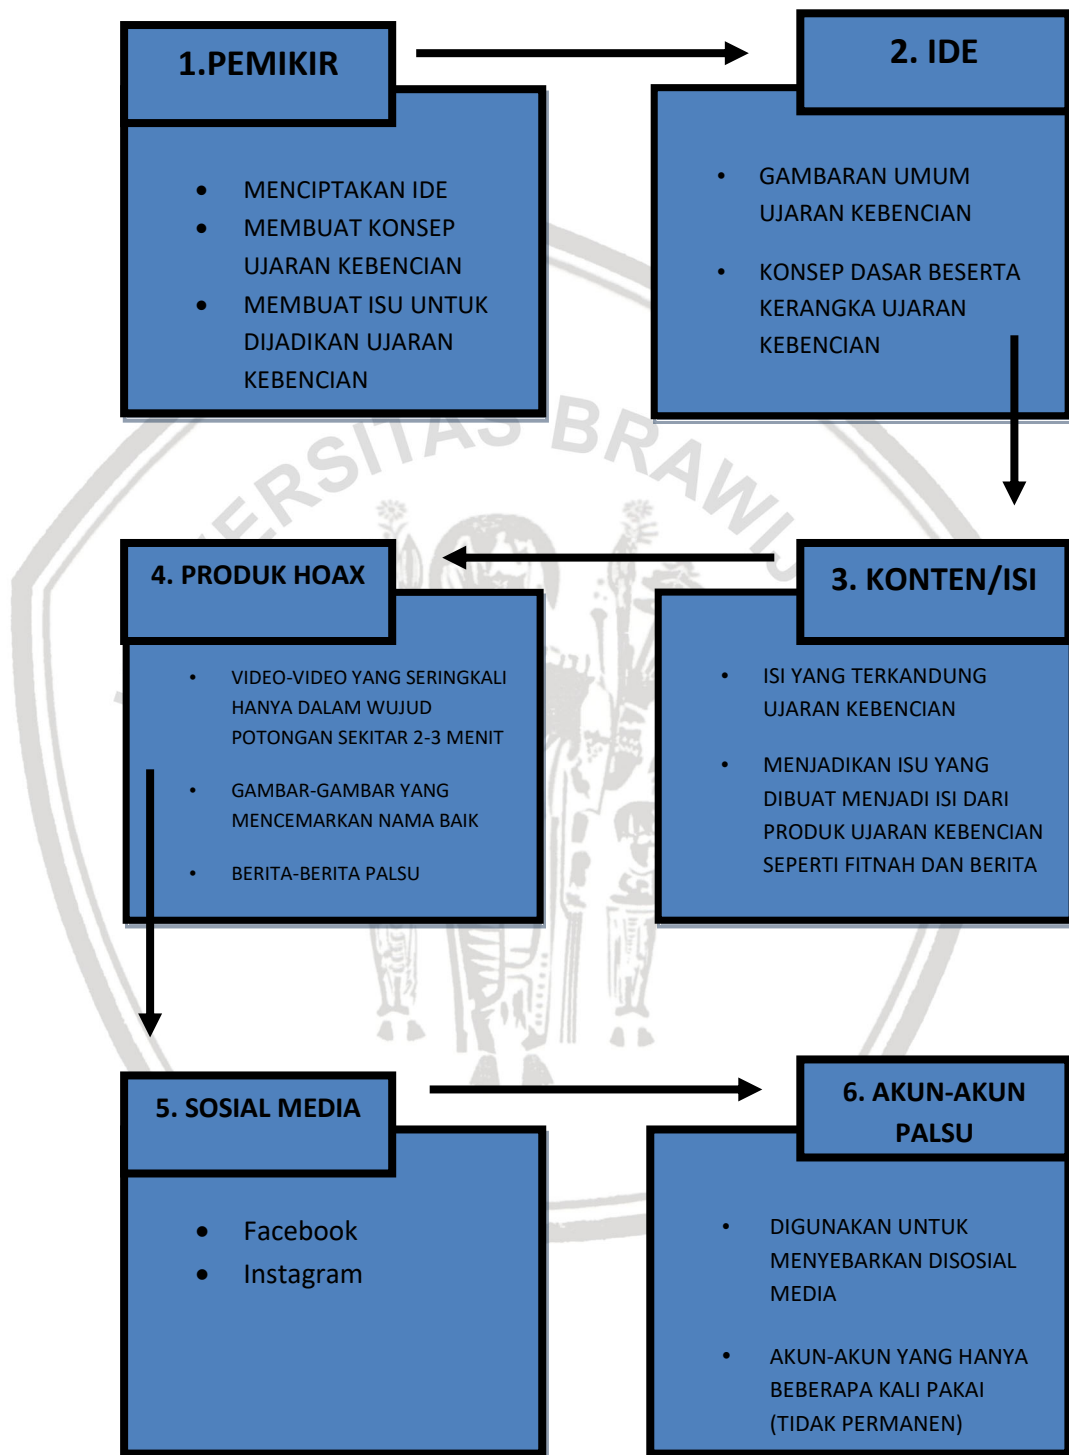 1.PEMIKIR
• MENCIPTAKAN IDE
• MEMBUAT KONSEP
UJARAN KEBENCIAN
• MEMBUAT ISU UNTUK
DIJADIKAN UJARAN
KEBENCIAN
2. IDE
• GAMBARAN UMUM
UJARAN KEBENCIAN
• KONSEP DASAR BESERTA
KERANGKA UJARAN
KEBENCIAN
3. KONTEN/ISI
• ISI YANG TERKANDUNG
UJARAN KEBENCIAN
• MENJADIKAN ISU YANG
DIBUAT MENJADI ISI DARI
PRODUK UJARAN KEBENCIAN
SEPERTI FITNAH DAN BERITA
4. PRODUK HOAX
• VIDEO-VIDEO YANG SERINGKALI
HANYA DALAM WUJUD
POTONGAN SEKITAR 2-3 MENIT
• GAMBAR-GAMBAR YANG
MENCEMARKAN NAMA BAIK
• BERITA-BERITA PALSU
5. SOSIAL MEDIA
• Facebook
• Instagram
6. AKUN-AKUN
PALSU
• DIGUNAKAN UNTUK
MENYEBARKAN DISOSIAL
MEDIA
• AKUN-AKUN YANG HANYA
BEBERAPA KALI PAKAI
(TIDAK PERMANEN)
ERSITAS BRAWIJ